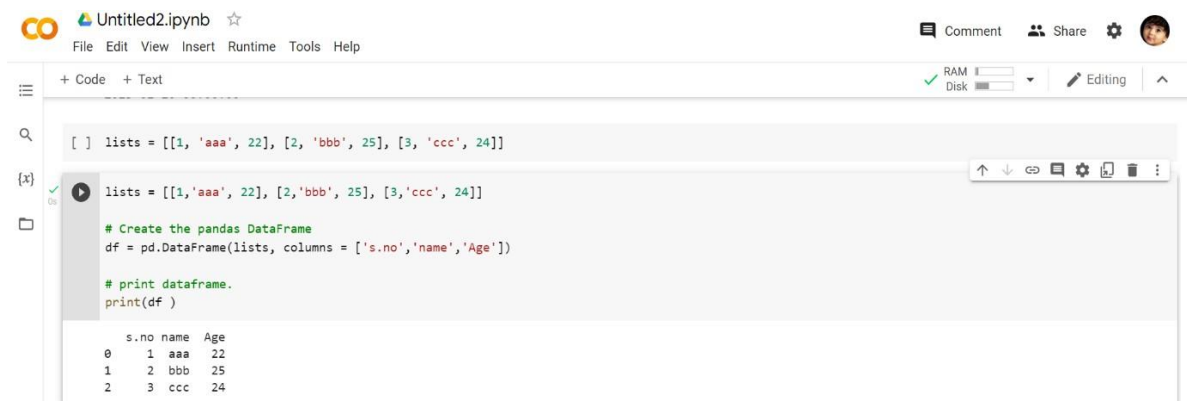 Untitled2.ipynb
Comment
Share
File Edit View Insert Runtime Tools Help
+ Code + Text
RAM
Disk
Editing
[ ] lists = [[1, 'aaa', 22], [2, 'bbb', 25], [3, 'ccc', 24]]
{x}
0s
lists = [[1,'aaa', 22], [2,'bbb', 25], [3,'ccc', 24]]
# Create the pandas DataFrame
df = pd.DataFrame(lists, columns = ['s.no','name','Age'])
# print dataframe.
print(df )
s.no name Age
0 1 aaa 22
1 2 bbb 25
2 3 ccc 24